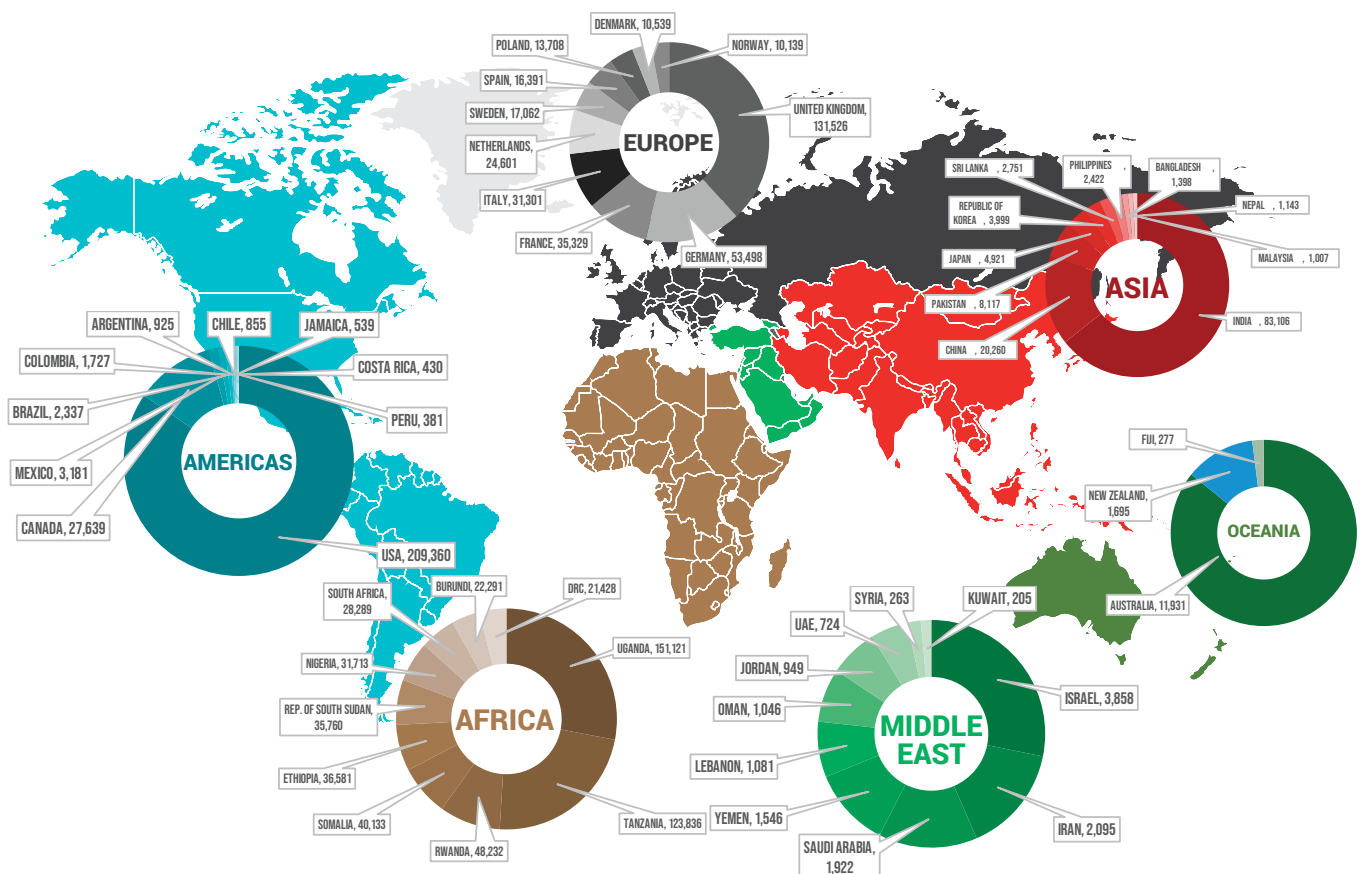 DENMARK, 10,539
POLAND, 13,708
NORWAY, 10,139
SPAIN, 16,391
SWEDEN, 17,062
UNITED KINGDOM,
131,526
NETHERLANDS,
24,601
EUROPE
ITALY, 31,301
FRANCE, 35,329
GERMANY, 53,498
SRI LANKA , 2,751
PHILIPPINES ,
2,422
BANGLADESH ,
1,398
REPUBLIC OF
KOREA , 3,999
NEPAL , 1,143
JAPAN , 4,921
MALAYSIA , 1,007
PAKISTAN , 8,117
ASIA
INDIA , 83,106
CHINA , 20,260
ARGENTINA, 925
CHILE, 855
JAMAICA, 539
COLOMBIA, 1,727
COSTA RICA, 430
BRAZIL, 2,337
PERU, 381
AMERICAS
MEXICO, 3,181
CANADA, 27,639
USA, 209,360
FIJI, 277
NEW ZEALAND,
1,695
OCEANIA
AUSTRALIA, 11,931
SOUTH AFRICA,
28,289
BURUNDI, 22,291
DRC, 21,428
UGANDA, 151,121
NIGERIA, 31,713
REP. OF SOUTH SUDAN,
35,760
AFRICA
ETHIOPIA, 36,581
SOMALIA, 40,133
RWANDA, 48,232
TANZANIA, 123,836
SYRIA, 263
KUWAIT, 205
UAE, 724
JORDAN, 949
ISRAEL, 3,858
OMAN, 1,046
MIDDLE
EAST
LEBANON, 1,081
YEMEN, 1,546
SAUDI ARABIA,
1,922
IRAN, 2,095